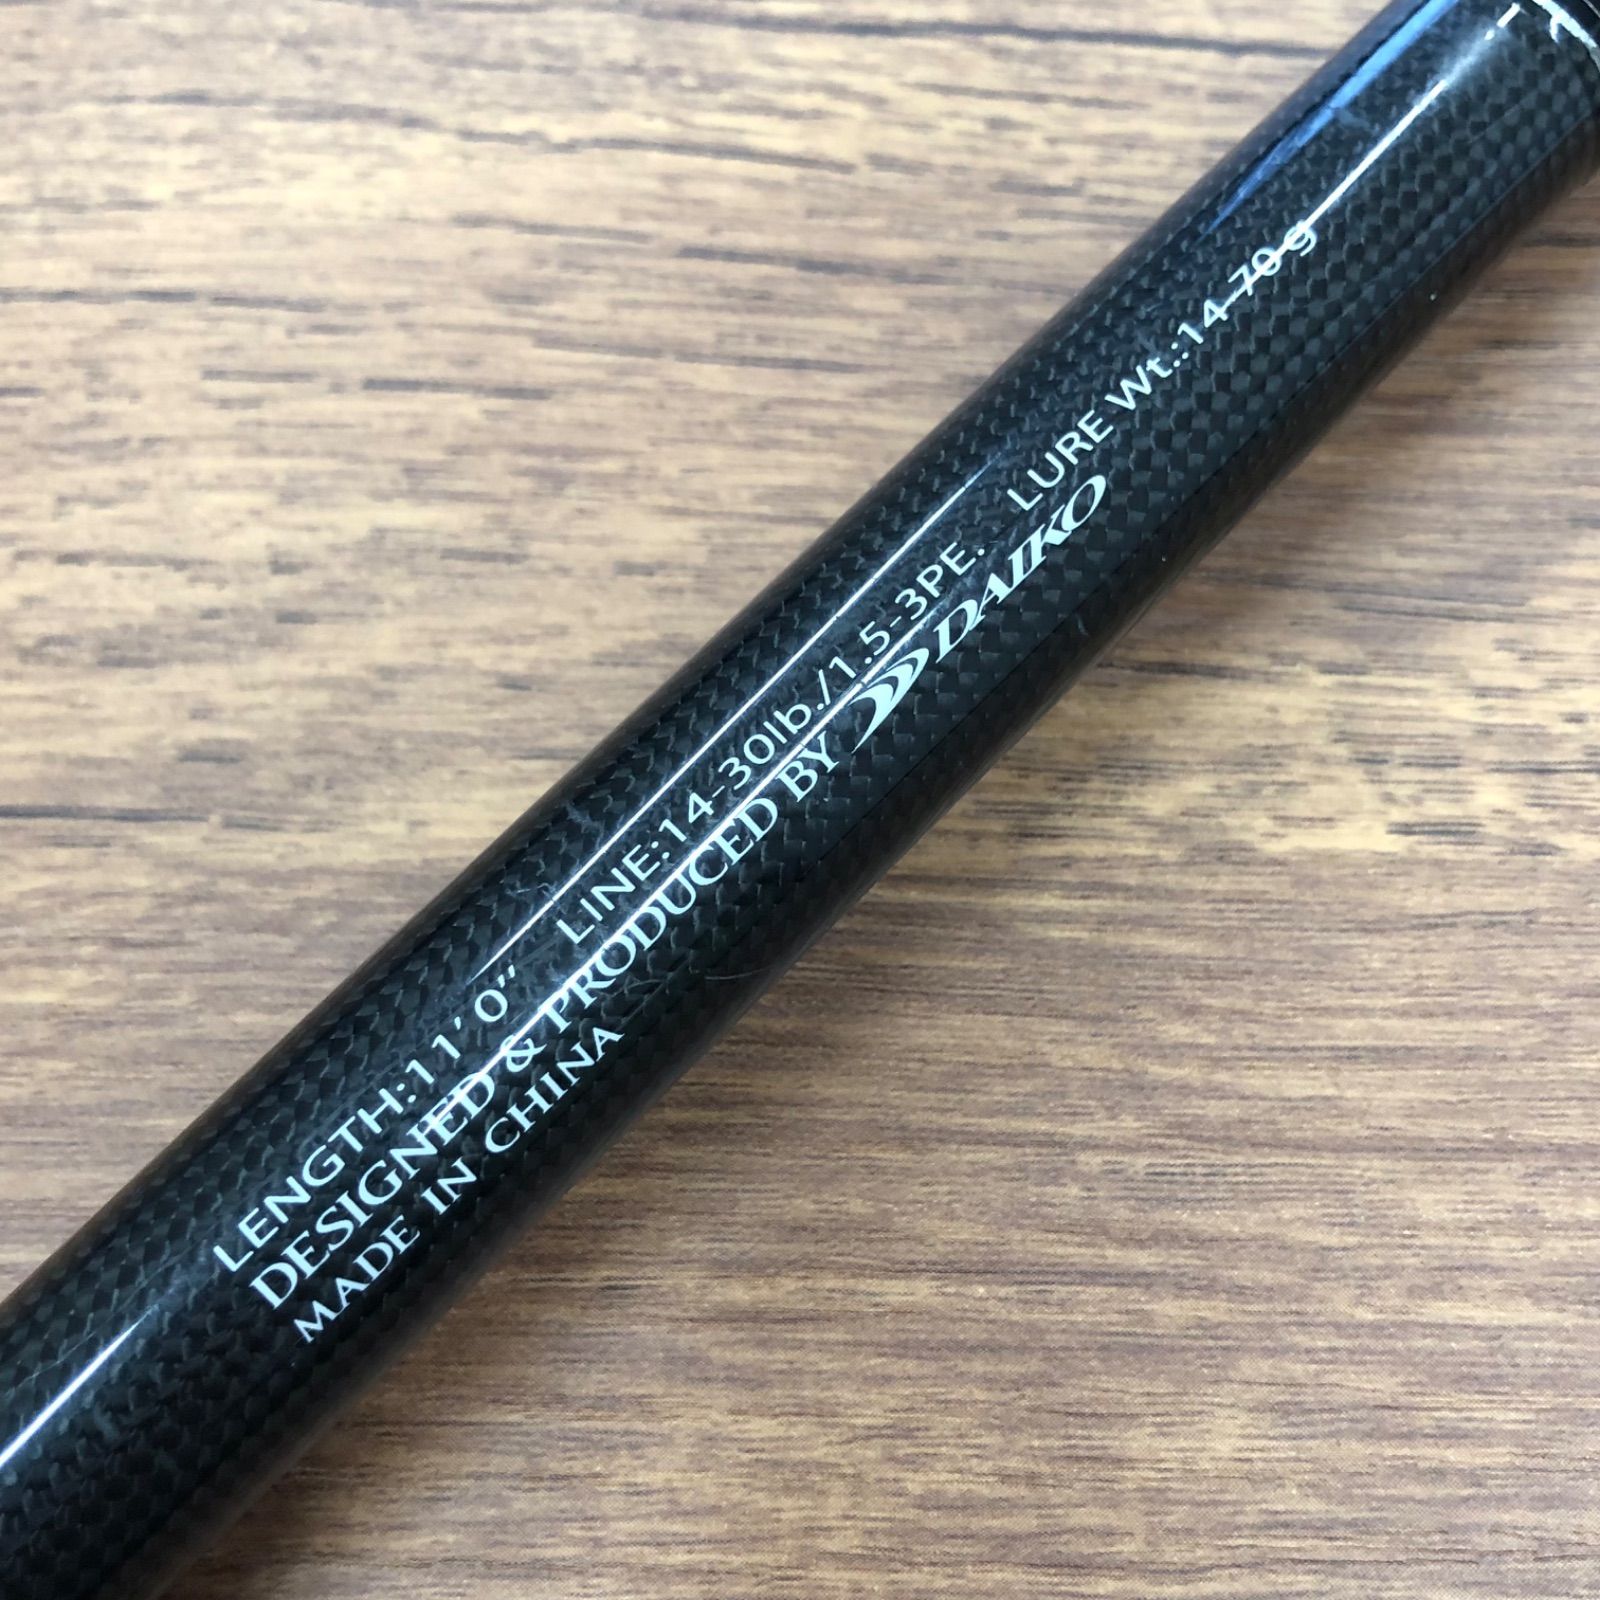 LENGTH:11'0" LINE:14-30lb./1.5-3PE. LURE Wt.:14-70g
DESIGNED & PRODUCED BY DAIKO
MADE IN CHINA